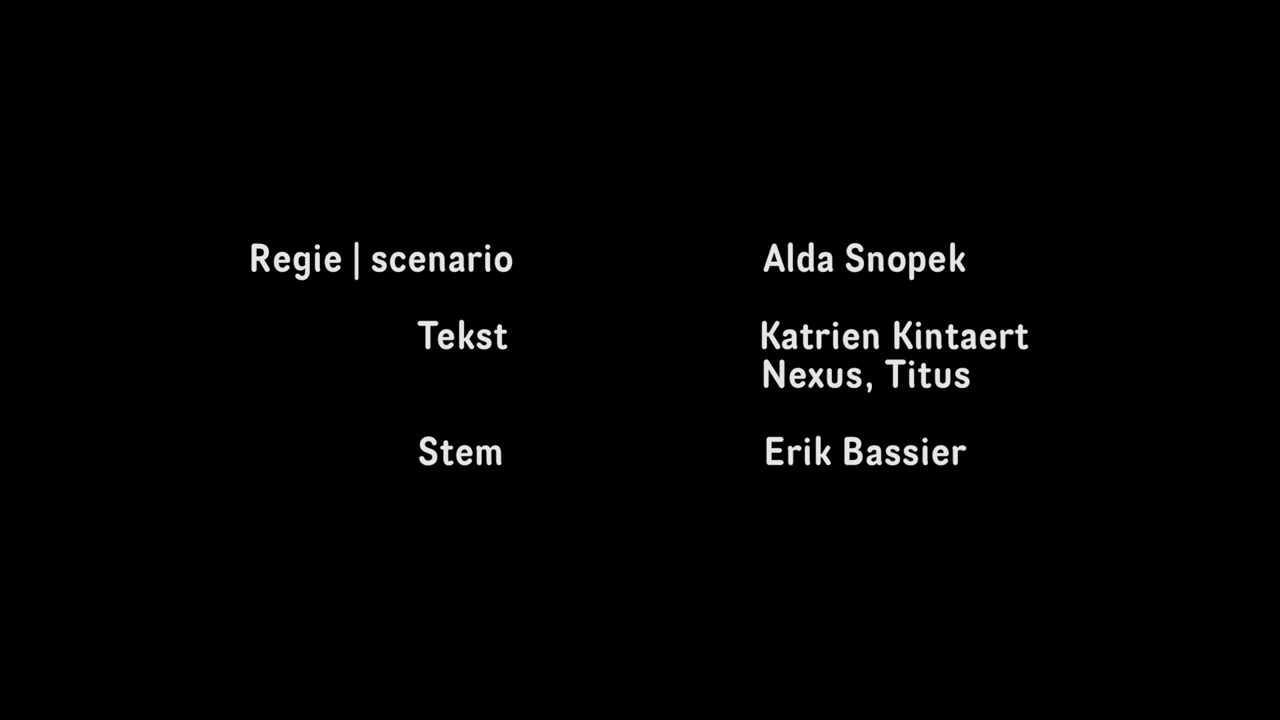 Regie | scenario Alda Snopek
Tekst Katrien Kintaert
Nexus, Titus
Stem Erik Bassier